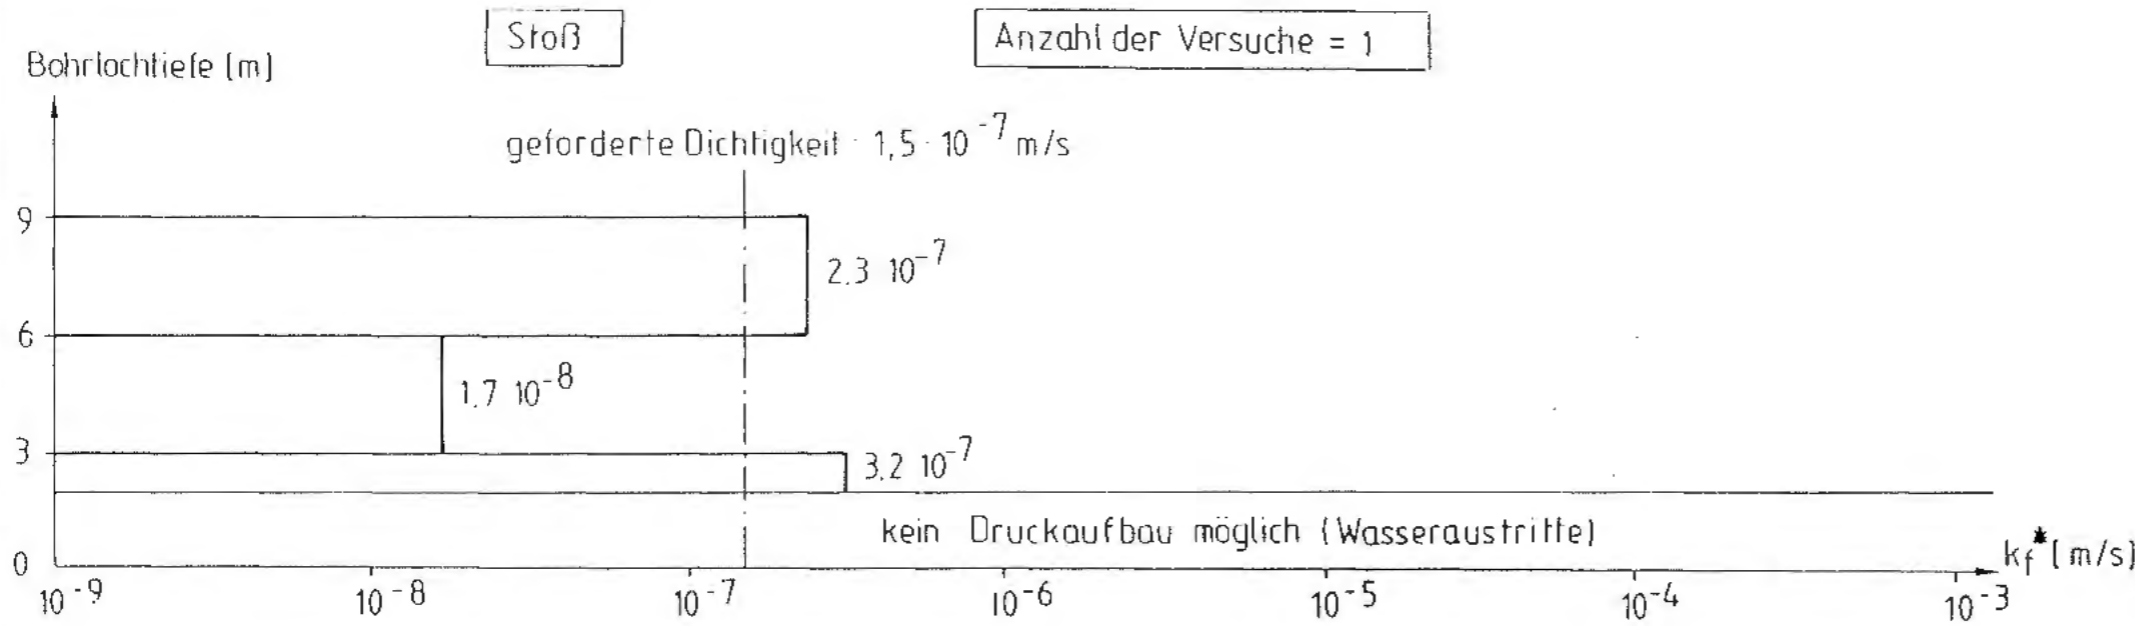 Stoß
Anzahl der Versuche = 1
Bohrlochtiefe (m)
geforderte Dichtigkeit · 1,5 · 10⁻⁷ m/s
9
2.3 10⁻⁷
6
1.7 10⁻⁸
3
3.2 10⁻⁷
kein Druckaufbau möglich (Wasseraustritte)
0
k_f* (m/s)
10⁻⁹ 10⁻⁸ 10⁻⁷ 10⁻⁶ 10⁻⁵ 10⁻⁴ 10⁻³